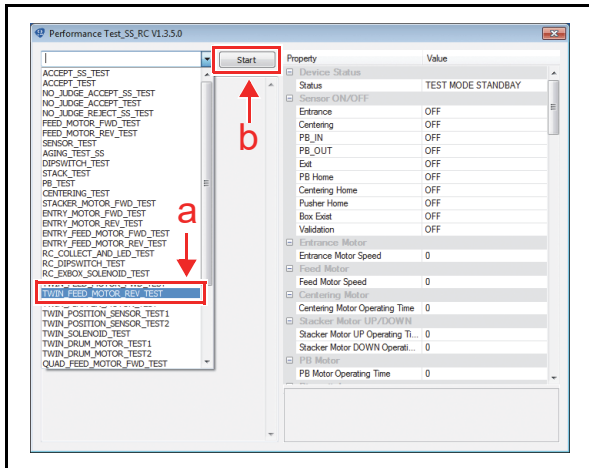 Performance Test_SS_RC V1.3.5.0
Start
ACCEPT_SS_TEST
ACCEPT_TEST
NO_JUDGE_ACCEPT_SS_TEST
NO_JUDGE_ACCEPT_TEST
NO_JUDGE_REJECT_SS_TEST
FEED_MOTOR_FWD_TEST
FEED_MOTOR_REV_TEST
SENSOR_TEST
AGING_TEST_SS
DIPSWITCH_TEST
STACK_TEST
PB_TEST
CENTERING_TEST
STACKER_MOTOR_FWD_TEST
ENTRY_MOTOR_FWD_TEST
ENTRY_MOTOR_REV_TEST
ENTRY_FEED_MOTOR_FWD_TEST
ENTRY_FEED_MOTOR_REV_TEST
RC_COLLECT_AND_LED_TEST
RC_DIPSWITCH_TEST
RC_EXBOX_SOLENOID_TEST
TWIN_FEED_MOTOR_FWD_TEST
TWIN_FEED_MOTOR_REV_TEST
TWIN_POSITION_SENSOR_TEST1
TWIN_POSITION_SENSOR_TEST2
TWIN_SOLENOID_TEST
TWIN_DRUM_MOTOR_TEST1
TWIN_DRUM_MOTOR_TEST2
QUAD_FEED_MOTOR_FWD_TEST
a
b
Property Value
Device Status
Status TEST MODE STANDBAY
Sensor ON/OFF
Entrance OFF
Centering OFF
PB_IN OFF
PB_OUT OFF
Exit OFF
PB Home OFF
Centering Home OFF
Pusher Home OFF
Box Exist OFF
Validation OFF
Entrance Motor
Entrance Motor Speed 0
Feed Motor
Feed Motor Speed 0
Centering Motor
Centering Motor Operating Time 0
Stacker Motor UP/DOWN
Stacker Motor UP Operating Ti... 0
Stacker Motor DOWN Operati... 0
PB Motor
PB Motor Operating Time 0